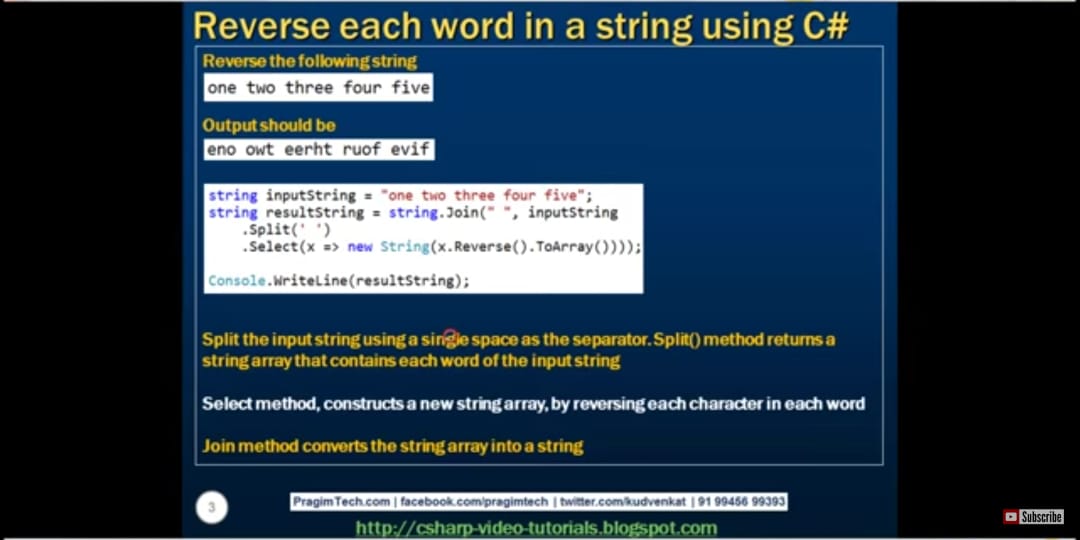 Reverse each word in a string using C#
Reverse the following string
one two three four five
Output should be
eno owt eerht ruof evif
string inputString = "one two three four five";
string resultString = string.Join(" ", inputString
.Split(' ')
.Select(x => new String(x.Reverse().ToArray())));
Console.WriteLine(resultString);
Split the input string using a single space as the separator. Split() method returns a
string array that contains each word of the input string
Select method, constructs a new string array, by reversing each character in each word
Join method converts the string array into a string
3
PragimTech.com | facebook.com/pragimtech | twitter.com/kudvenkat | 91 99456 99393
http://csharp-video-tutorials.blogspot.com
Subscribe